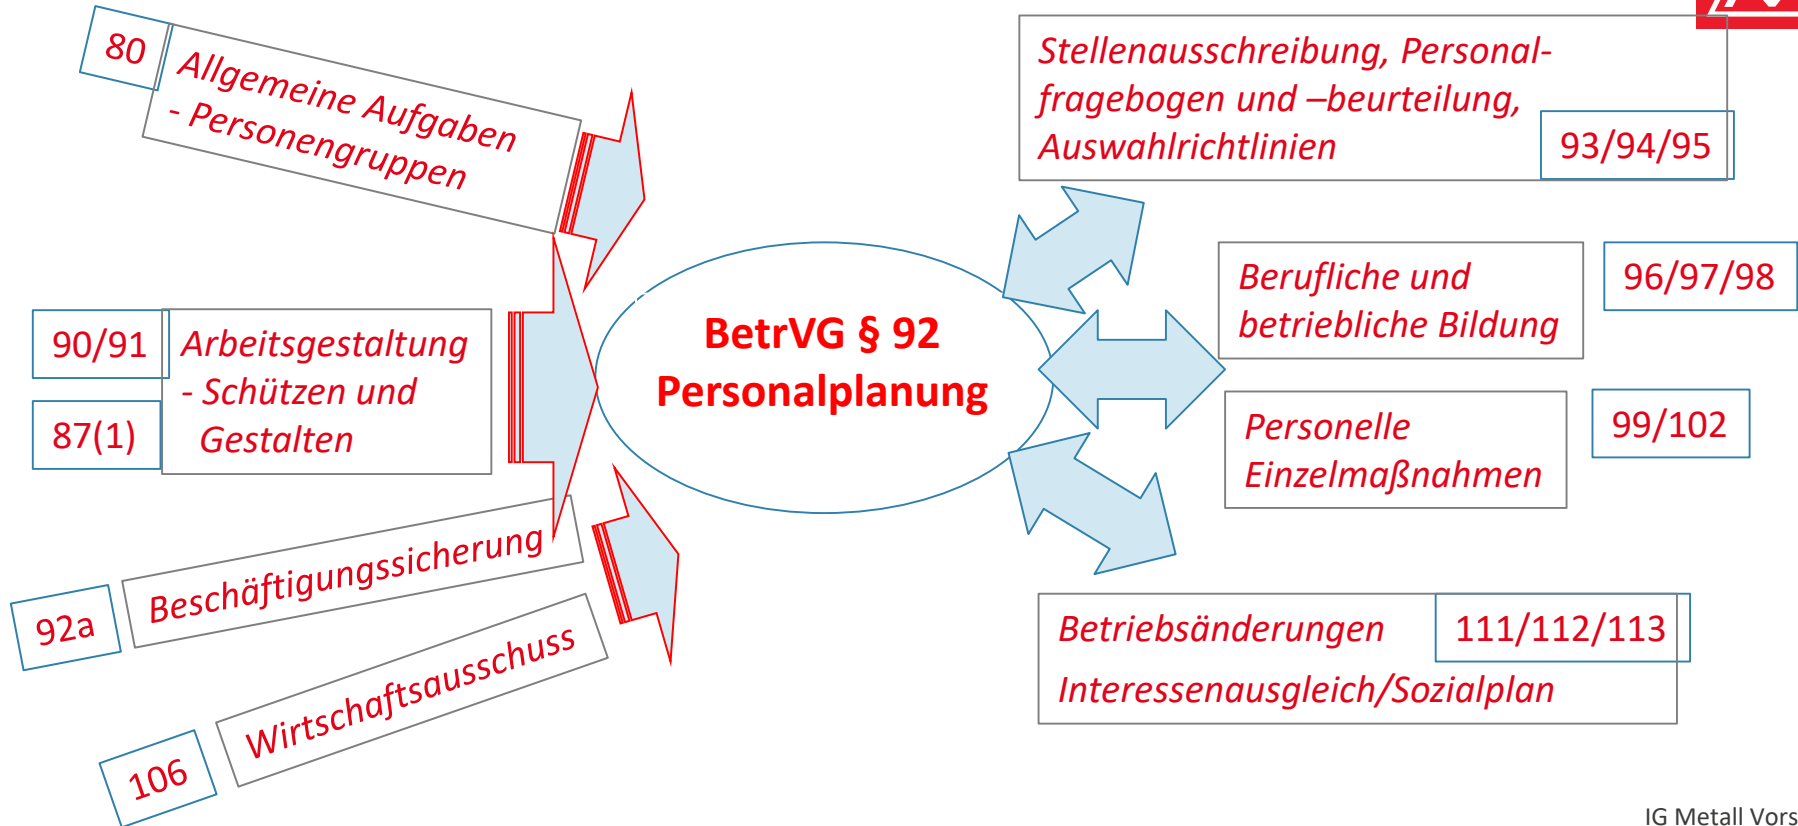 80
Allgemeine Aufgaben
- Personengruppen
90/91
87(1)
Arbeitsgestaltung
- Schützen und
Gestalten
92a
Beschäftigungssicherung
106
Wirtschaftsausschuss
BetrVG § 92
Personalplanung
Stellenausschreibung, Personal-
fragebogen und –beurteilung,
Auswahlrichtlinien
93/94/95
Berufliche und
betriebliche Bildung
96/97/98
Personelle
Einzelmaßnahmen
99/102
Betriebsänderungen
111/112/113
Interessenausgleich/Sozialplan
IG Metall Vors